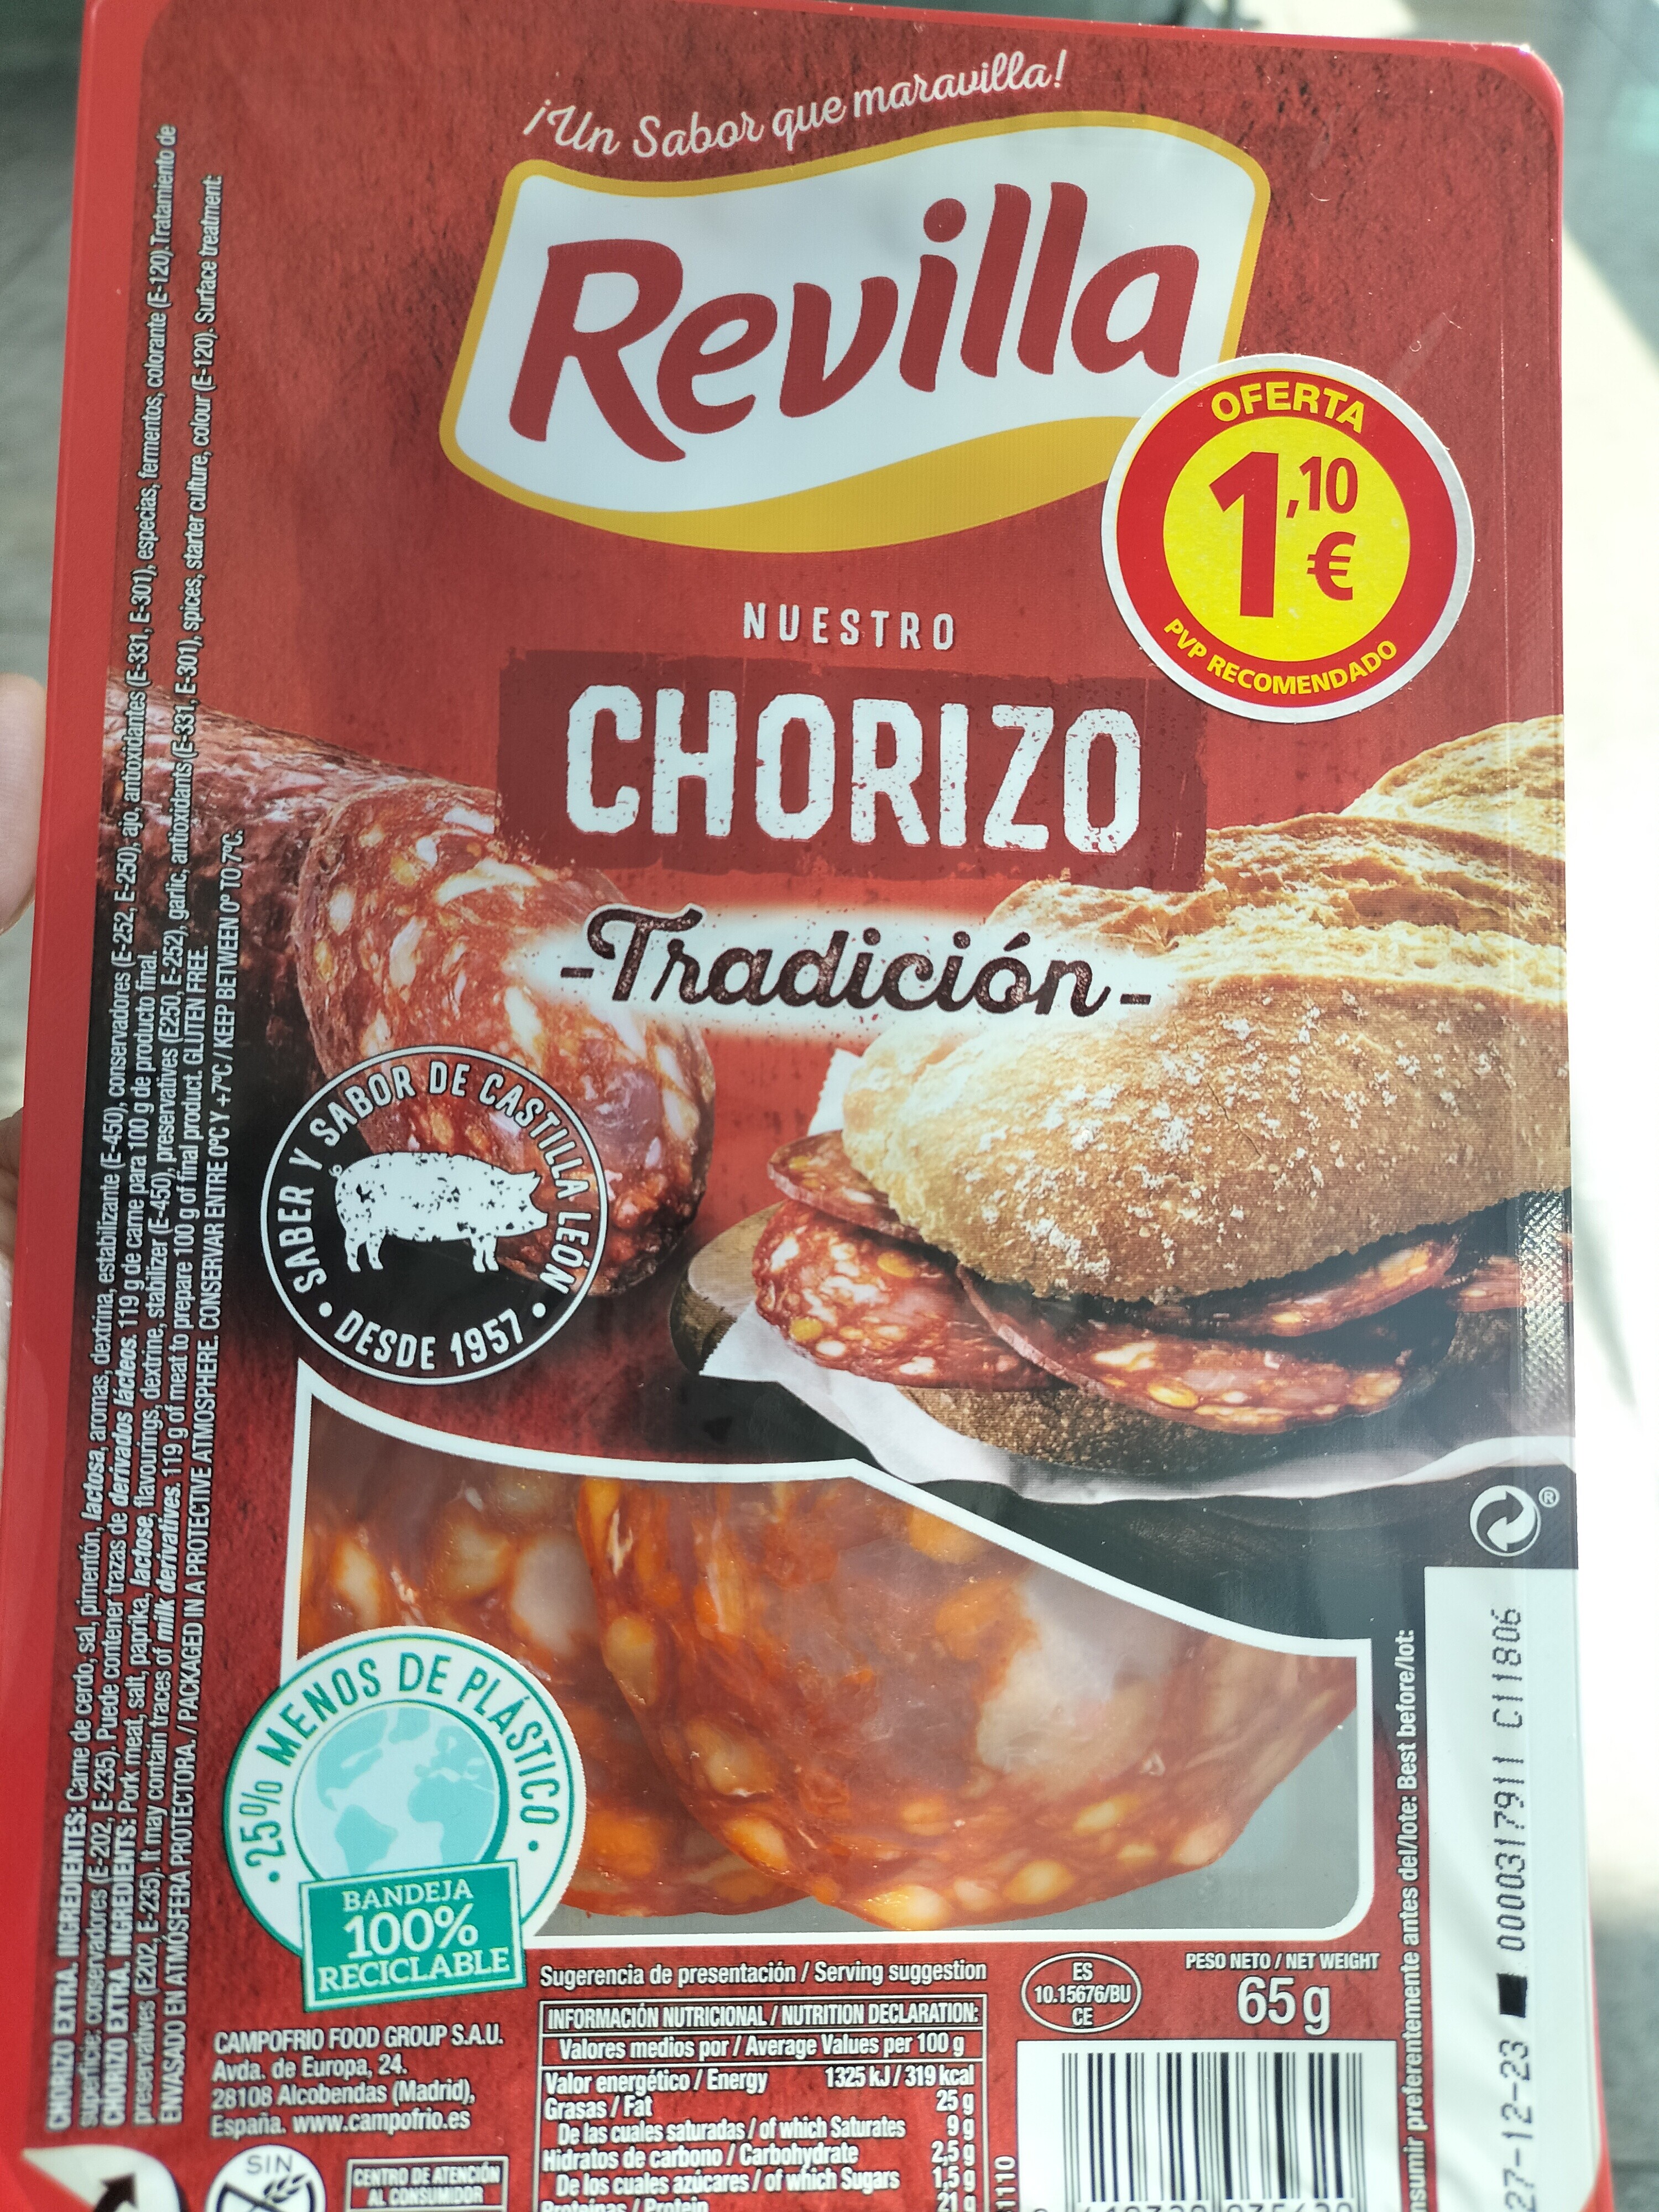 ¡Un Sabor que maravilla!
Revilla
OFERTA
1,10
€
PVP RECOMENDADO
NUESTRO
CHORIZO
-Tradición-
SABER Y SABOR DE CASTILLA LEÓN
• DESDE 1957 •
CHORIZO EXTRA. INGREDIENTES: Carne de cerdo, sal, pimentón, lactosa, aromas, dextrina, estabilizante (E-450), conservadores (E-252, E-250), ajo, antioxidantes (E-331, E-301), especias, fermentos, colorante (E-120). Tratamiento de
superficie: conservadores (E-202, E-235). Puede contener trazas de derivados lácteos. 119 g de carne para 100 g de producto final.
CHORIZO EXTRA. INGREDIENTS: Pork meat, salt, paprika, lactose, flavourings, dextrine, stabilizer (E-450), preservatives (E250, E-252), garlic, antioxidants (E-331, E-301), spices, starter culture, colour (E-120). Surface treatment:
preservatives (E202, E-235). It may contain traces of milk derivatives. 119 g of meat to prepare 100 g of final product. GLUTEN FREE.
ENVASADO EN ATMÓSFERA PROTECTORA. / PACKAGED IN A PROTECTIVE ATMOSPHERE. CONSERVAR ENTRE 0ºC Y +7ºC / KEEP BETWEEN 0º TO 7ºC.
• 25% MENOS DE PLÁSTICO •
BANDEJA
100%
RECICLABLE
CAMPOFRIO FOOD GROUP S.A.U.
Avda. de Europa, 24.
28108 Alcobendas (Madrid),
España. www.campofrio.es
SIN
CENTRO DE ATENCIÓN
AL CONSUMIDOR
Sugerencia de presentación / Serving suggestion
INFORMACIÓN NUTRICIONAL / NUTRITION DECLARATION:
Valores medios por / Average Values per 100 g
Valor energético / Energy 1325 kJ / 319 kcal
Grasas / Fat 25 g
De las cuales saturadas / of which Saturates 9 g
Hidratos de carbono / Carbohydrate 2,5 g
De los cuales azúcares / of which Sugars 1,5 g
Proteinas / Protein 21 g
ES
10.15676/BU
CE
PESO NETO / NET WEIGHT
65 g
®
antes del/lote: Best before/lot:
27-12-23 0000317911 C11806